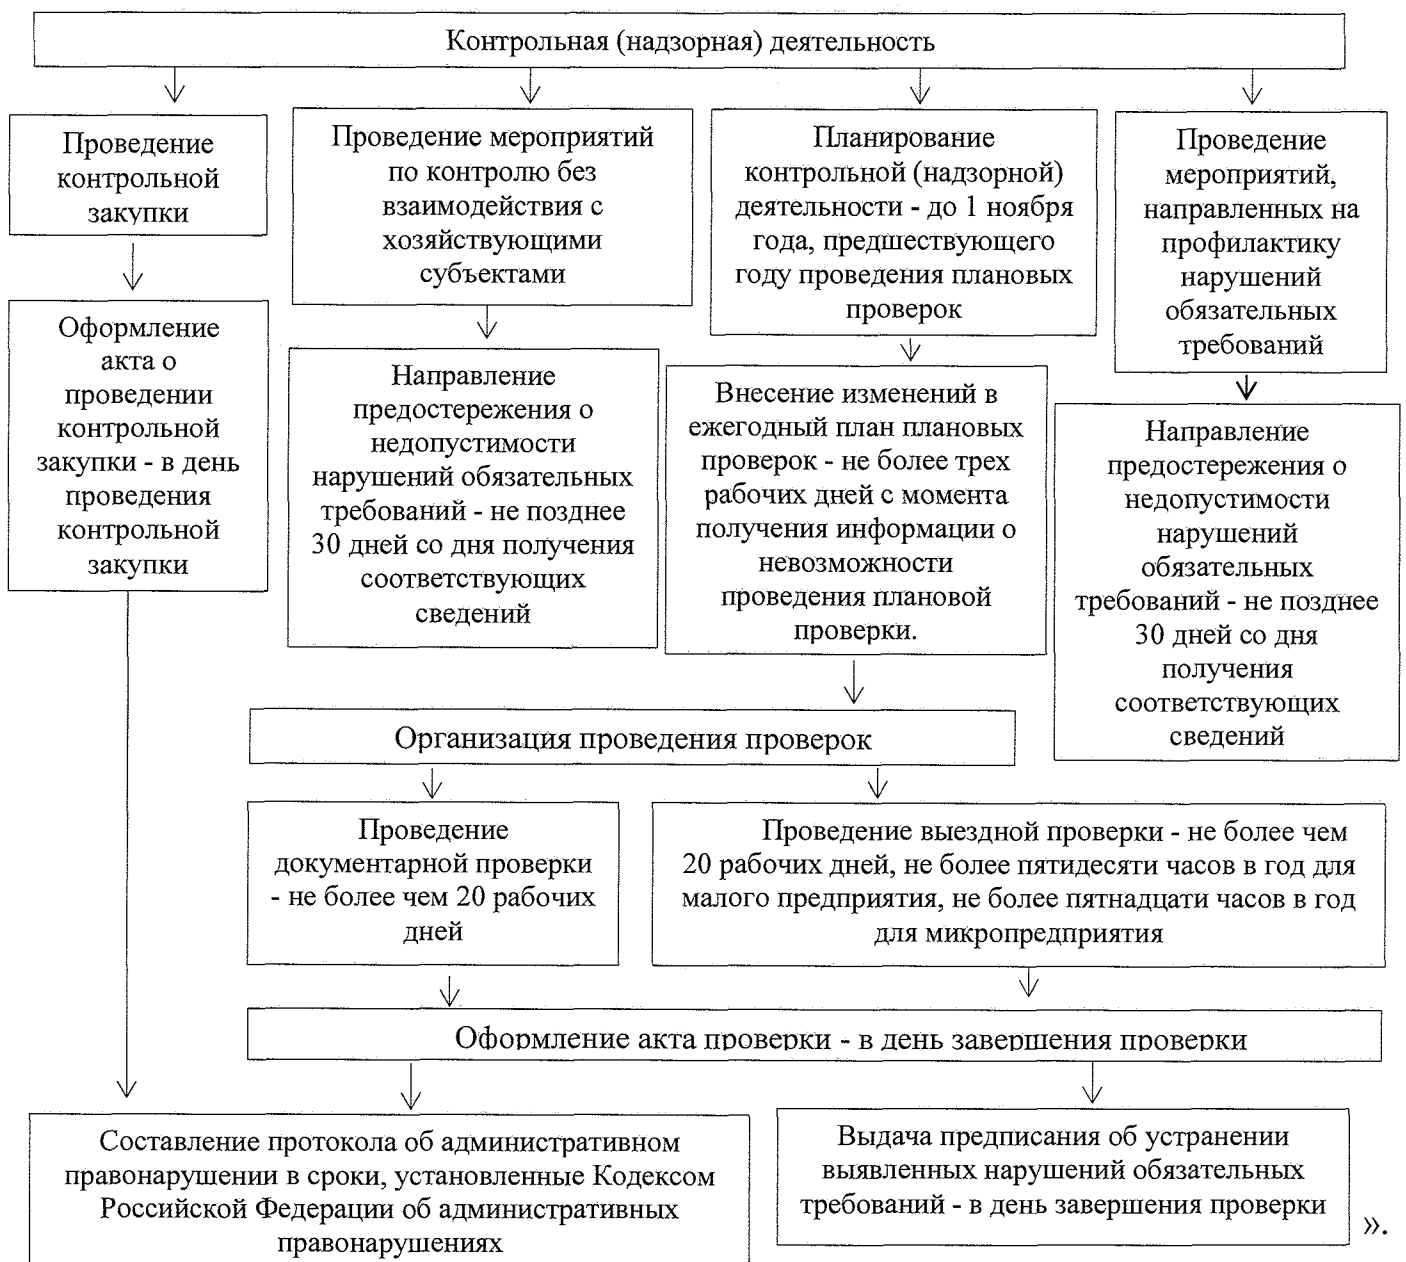 Контрольная (надзорная) деятельность
Проведение
контрольной
закупки
Проведение мероприятий
по контролю без
взаимодействия с
хозяйствующими
субъектами
Планирование
контрольной (надзорной)
деятельности - до 1 ноября
года, предшествующего
году проведения плановых
проверок
Проведение
мероприятий,
направленных на
профилактику
нарушений
обязательных
требований
Оформление
акта о
проведении
контрольной
закупки - в день
проведения
контрольной
закупки
Направление
предостережения о
недопустимости
нарушений обязательных
требований - не позднее
30 дней со дня получения
соответствующих
сведений
Внесение изменений в
ежегодный план плановых
проверок - не более трех
рабочих дней с момента
получения информации о
невозможности
проведения плановой
проверки.
Направление
предостережения о
недопустимости
нарушений
обязательных
требований - не позднее
30 дней со дня
получения
соответствующих
сведений
Организация проведения проверок
Проведение
документарной проверки
- не более чем 20 рабочих
дней
Проведение выездной проверки - не более чем
20 рабочих дней, не более пятидесяти часов в год для
малого предприятия, не более пятнадцати часов в год
для микропредприятия
Оформление акта проверки - в день завершения проверки
Составление протокола об административном
правонарушении в сроки, установленные Кодексом
Российской Федерации об административных
правонарушениях
Выдача предписания об устранении
выявленных нарушений обязательных
требований - в день завершения проверки
».